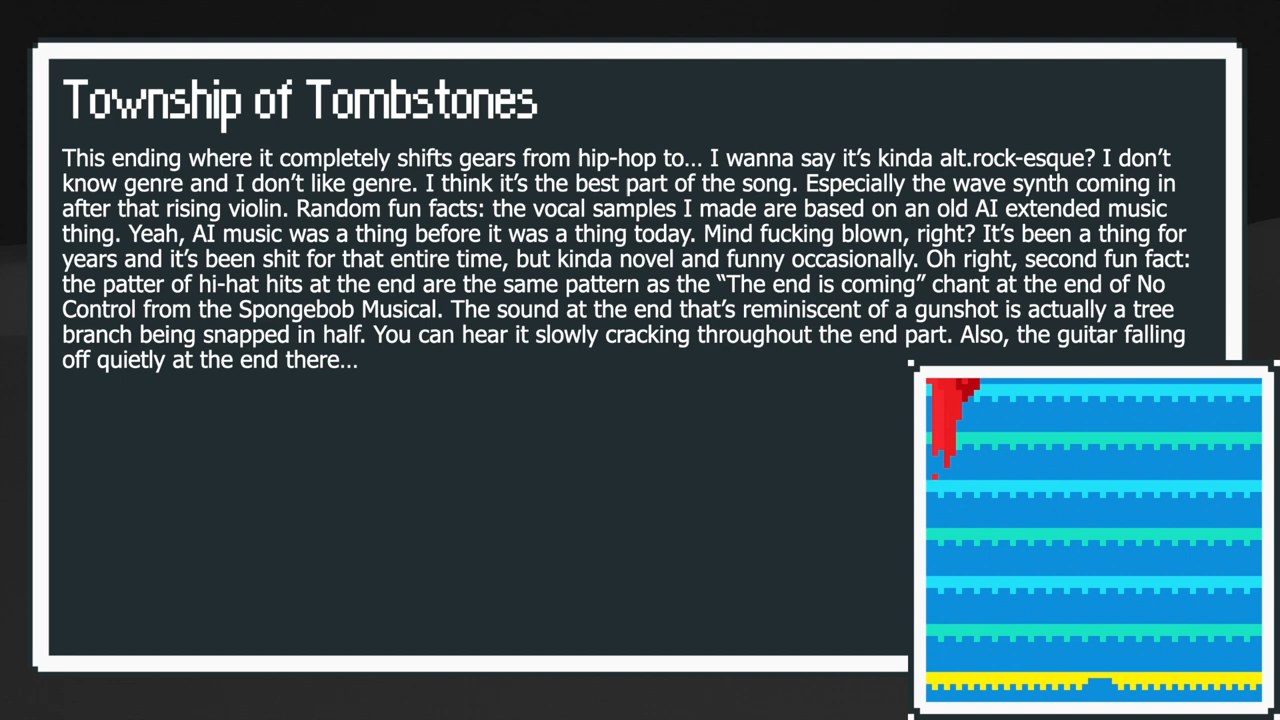 Township of Tombstones
This ending where it completely shifts gears from hip-hop to… I wanna say it’s kinda alt.rock-esque? I don’t
know genre and I don’t like genre. I think it’s the best part of the song. Especially the wave synth coming in
after that rising violin. Random fun facts: the vocal samples I made are based on an old AI extended music
thing. Yeah, AI music was a thing before it was a thing today. Mind fucking blown, right? It’s been a thing for
years and it’s been shit for that entire time, but kinda novel and funny occasionally. Oh right, second fun fact:
the patter of hi-hat hits at the end are the same pattern as the “The end is coming” chant at the end of No
Control from the Spongebob Musical. The sound at the end that’s reminiscent of a gunshot is actually a tree
branch being snapped in half. You can hear it slowly cracking throughout the end part. Also, the guitar falling
off quietly at the end there…